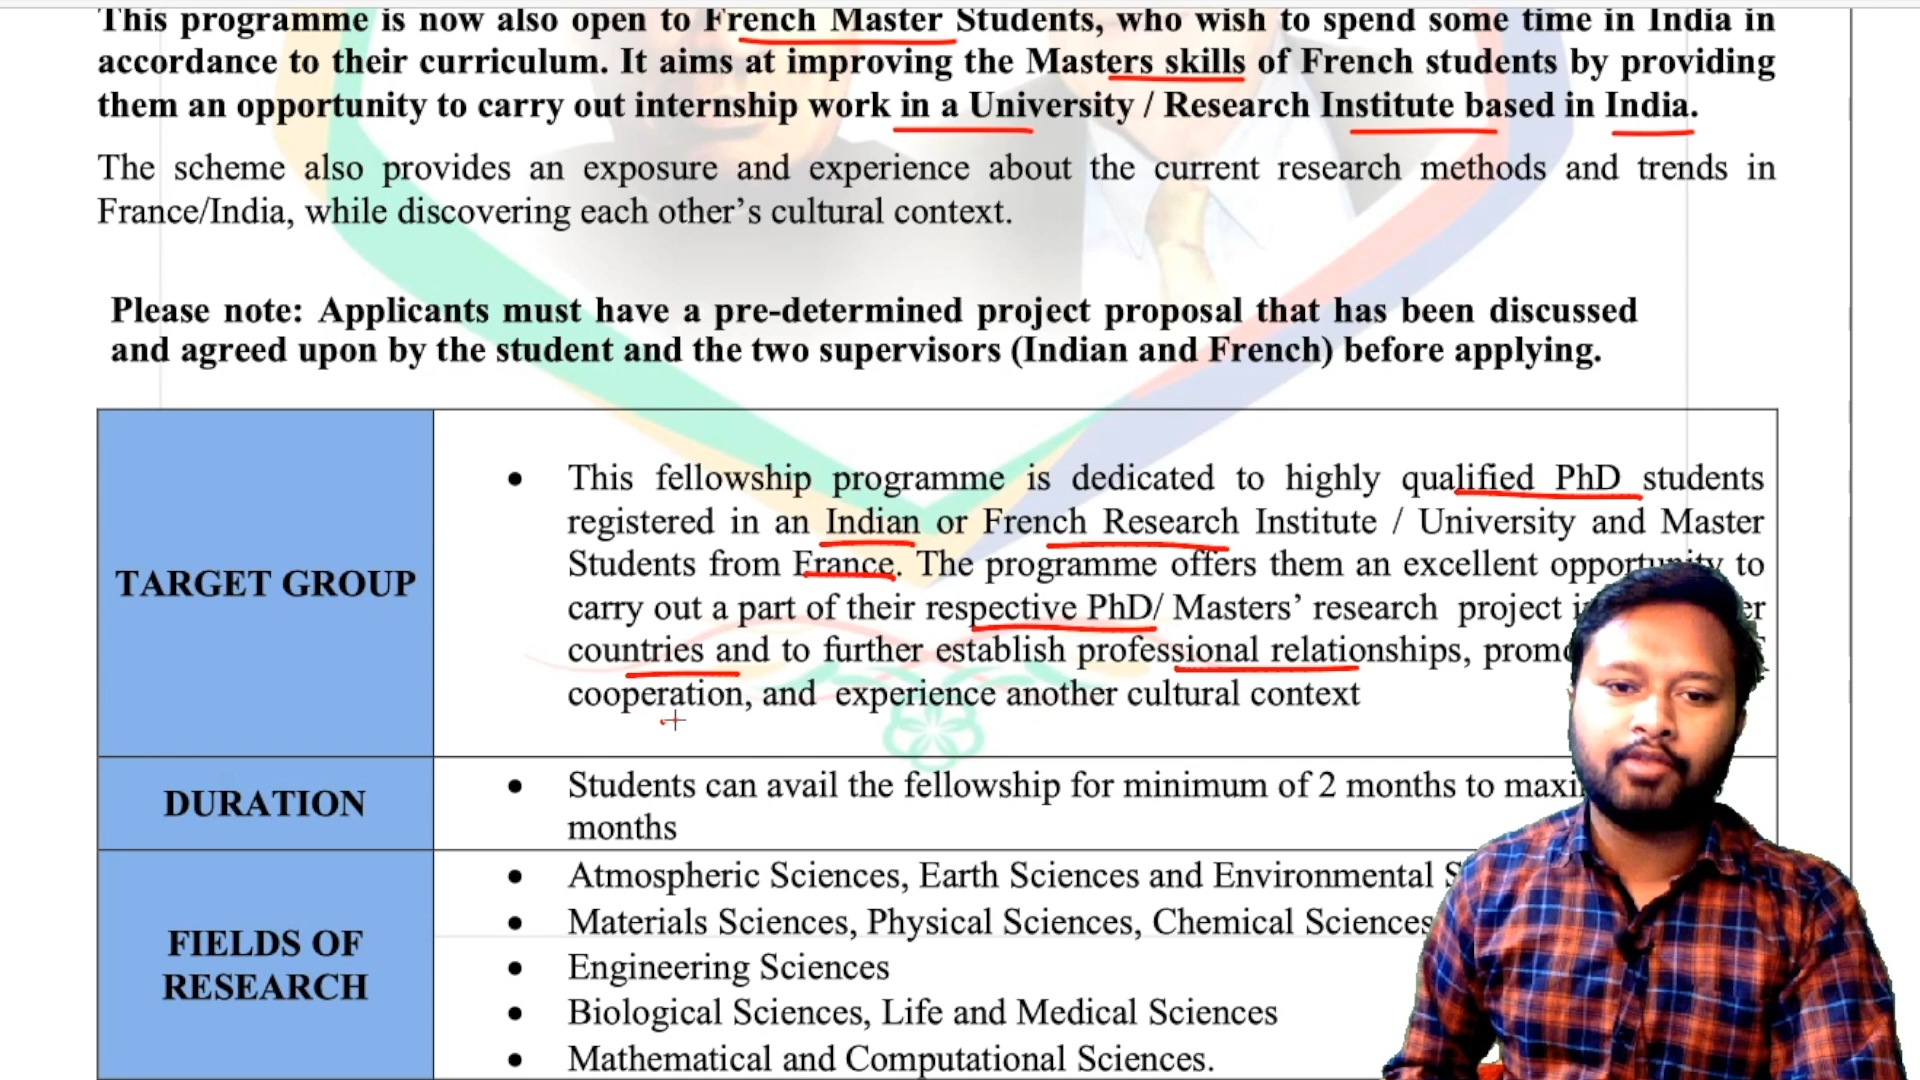 This programme is now also open to French Master Students, who wish to spend some time in India in
accordance to their curriculum. It aims at improving the Masters skills of French students by providing
them an opportunity to carry out internship work in a University / Research Institute based in India.
The scheme also provides an exposure and experience about the current research methods and trends in
France/India, while discovering each other’s cultural context.
Please note: Applicants must have a pre-determined project proposal that has been discussed
and agreed upon by the student and the two supervisors (Indian and French) before applying.
TARGET GROUP
• This fellowship programme is dedicated to highly qualified PhD students
registered in an Indian or French Research Institute / University and Master
Students from France. The programme offers them an excellent opportunity to
carry out a part of their respective PhD/ Masters’ research project
countries and to further establish professional relationships,
cooperation, and experience another cultural context
DURATION
• Students can avail the fellowship for minimum of 2 months to
months
FIELDS OF
RESEARCH
• Atmospheric Sciences, Earth Sciences and Environmental
• Materials Sciences, Physical Sciences, Chemical Sciences
• Engineering Sciences
• Biological Sciences, Life and Medical Sciences
• Mathematical and Computational Sciences.